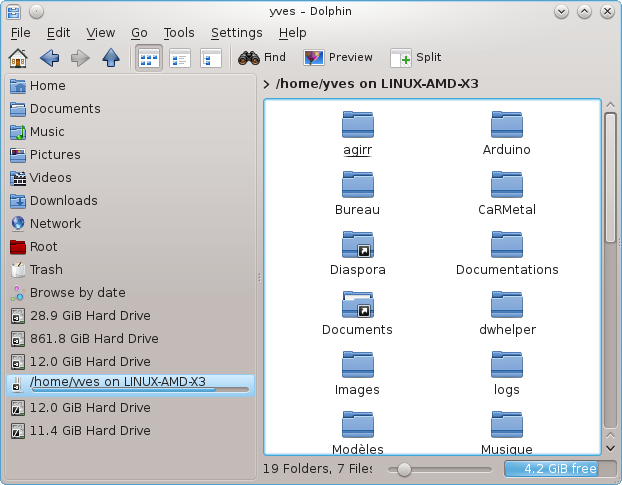 yves - Dolphin
File Edit View Go Tools Settings Help
Find Preview Split
Home
Documents
Music
Pictures
Videos
Downloads
Network
Root
Trash
Browse by date
28.9 GiB Hard Drive
861.8 GiB Hard Drive
12.0 GiB Hard Drive
/home/yves on LINUX-AMD-X3
12.0 GiB Hard Drive
11.4 GiB Hard Drive
> /home/yves on LINUX-AMD-X3
agirr Arduino
Bureau CaRMetal
Diaspora Documentations
Documents dwhelper
Images logs
Modèles Musique
19 Folders, 7 Files
4.2 GiB free